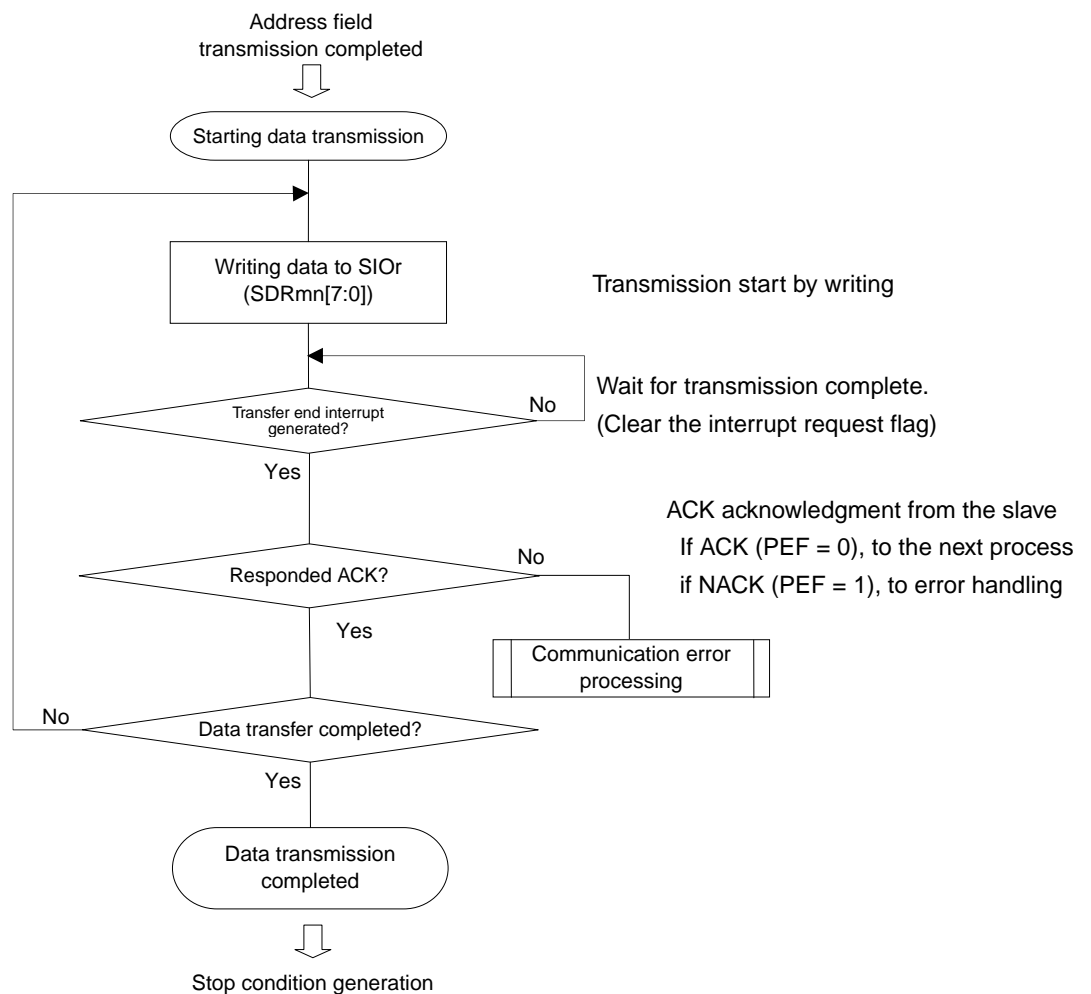 Address field
transmission completed
Starting data transmission
Writing data to SIOr
(SDRmn[7:0])
Transmission start by writing
Wait for transmission complete.
(Clear the interrupt request flag)
Transfer end interrupt
generated?
No
Yes
ACK acknowledgment from the slave
If ACK (PEF = 0), to the next process
if NACK (PEF = 1), to error handling
Responded ACK?
No
Yes
Communication error
processing
Data transfer completed?
No
Yes
Data transmission
completed
Stop condition generation